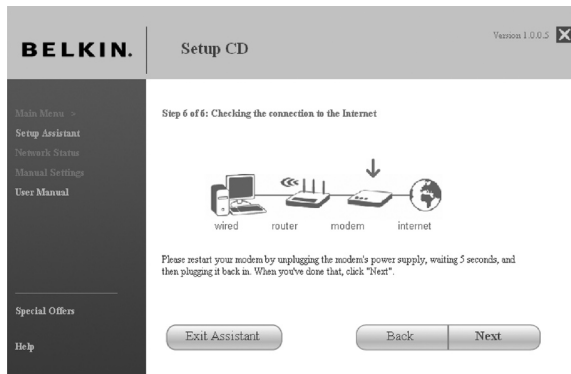 BELKIN.
Setup CD
Version 1.0.0.5
Main Menu »
Setup Assistant
Network Status
Manual Settings
User Manual
Special Offers
Help
Step 6 of 6: Checking the connection to the Internet
wired router modem internet
Please restart your modem by unplugging the modem's power supply, waiting 5 seconds, and
then plugging it back in. When you've done that, click "Next".
Exit Assistant
Back
Next